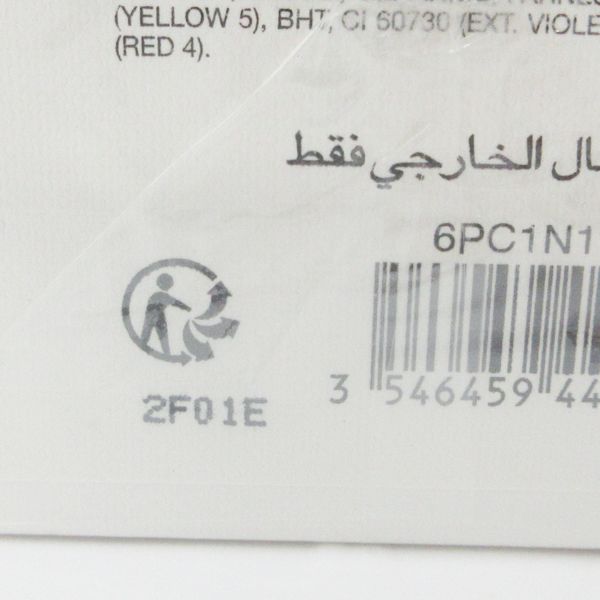 (YELLOW 5), BHT, CI 60730 (EXT. VIOLE
(RED 4).
ال الخارجي فقط
6PC1N1
3 546459 44
2F01E